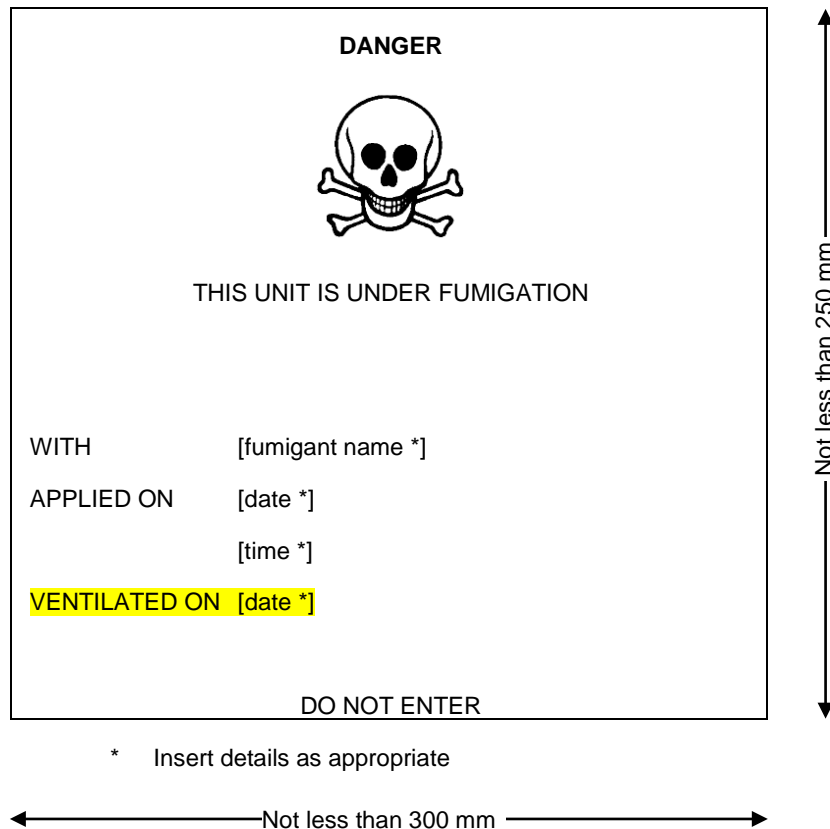 DANGER
THIS UNIT IS UNDER FUMIGATION
WITH [fumigant name *]
APPLIED ON [date *]
[time *]
VENTILATED ON [date *]
DO NOT ENTER
* Insert details as appropriate
Not less than 300 mm
Not less than 250 mm